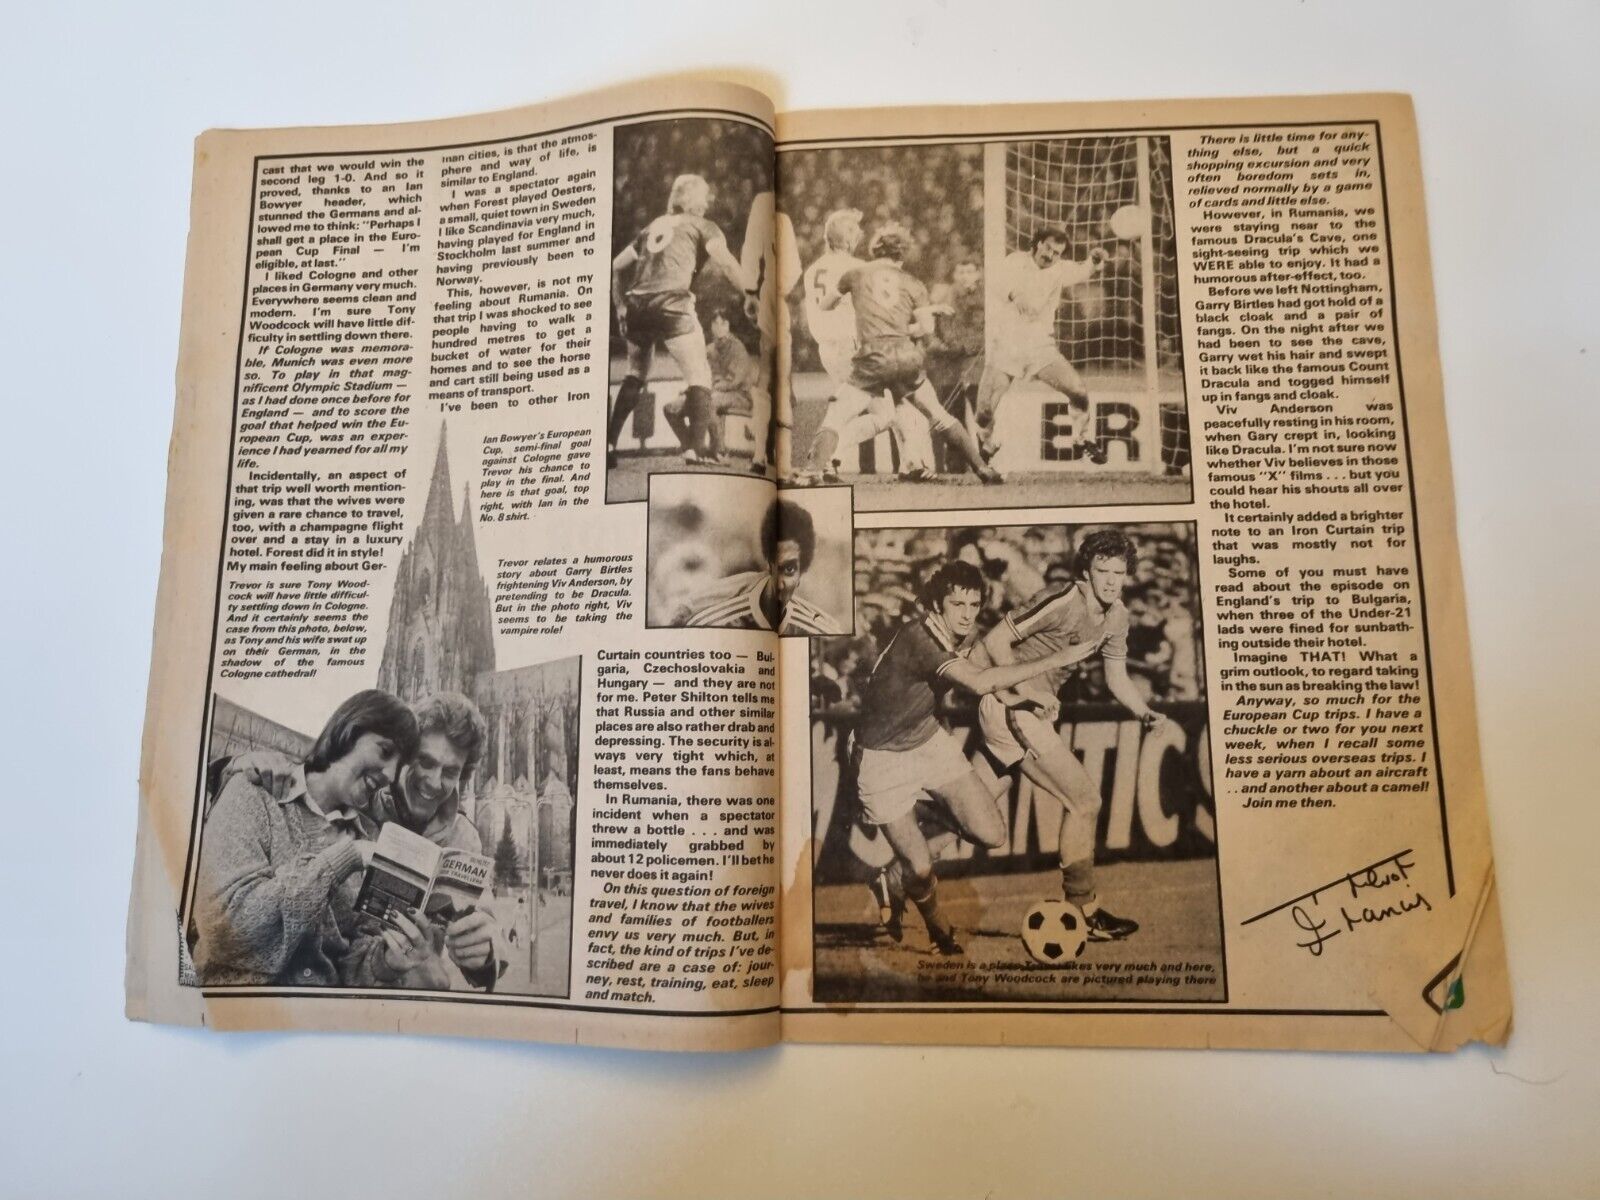 cast that we would win the
second leg 1-0. And so it
proved, thanks to an Ian
Bowyer header, which
stunned the Germans and al-
lowed me to think: "Perhaps I
shall get a place in the Euro-
pean Cup Final — I'm
eligible, at last."
I liked Cologne and other
places in Germany very much.
Everywhere seems clean and
modern. I'm sure Tony
Woodcock will have little dif-
ficulty in settling down there.
If Cologne was memora-
ble, Munich was even more
so. To play in that mag-
nificent Olympic Stadium —
as I had done once before for
England — and to score the
goal that helped win the Eu-
ropean Cup, was an exper-
ience I had yearned for all my
life.
Incidentally, an aspect of
that trip well worth mention-
ing, was that the wives were
given a rare chance to travel,
too, with a champagne flight
over and a stay in a luxury
hotel. Forest did it in style!
My main feeling about Ger-
Trevor is sure Tony Wood-
cock will have little difficul-
ty settling down in Cologne.
And it certainly seems the
case from this photo, below,
as Tony and his wife swat up
on their German, in the
shadow of the famous
Cologne cathedral!
GERMAN
FOR TRAVELLERS
man cities, is that the atmos-
phere and way of life, is
similar to England.
I was a spectator again
when Forest played Oesters,
a small, quiet town in Sweden
I like Scandinavia very much,
having played for England in
Stockholm last summer and
having previously been to
Norway.
This, however, is not my
feeling about Rumania. On
that trip I was shocked to see
people having to walk a
hundred metres to get a
bucket of water for their
homes and to see the horse
and cart still being used as a
means of transport.
I've been to other Iron
Ian Bowyer's European
Cup, semi-final goal
against Cologne gave
Trevor his chance to
play in the final. And
here is that goal, top
right, with Ian in the
No. 8 shirt.
Trevor relates a humorous
story about Garry Birtles
frightening Viv Anderson, by
pretending to be Dracula.
But in the photo right, Viv
seems to be taking the
vampire role!
Curtain countries too — Bul-
garia, Czechoslovakia and
Hungary — and they are not
for me. Peter Shilton tells me
that Russia and other similar
places are also rather drab and
depressing. The security is al-
ways very tight which, at
least, means the fans behave
themselves.
In Rumania, there was one
incident when a spectator
threw a bottle . . . and was
immediately grabbed by
about 12 policemen. I'll bet he
never does it again!
On this question of foreign
travel, I know that the wives
and families of footballers
envy us very much. But, in
fact, the kind of trips I've de-
scribed are a case of: jour-
ney, rest, training, eat, sleep
and match.
5
ER
ANTIC
Sweden is a place Trevor likes very much and here,
he and Tony Woodcock are pictured playing there
There is little time for any-
thing else, but a quick
shopping excursion and very
often boredom sets in,
relieved normally by a game
of cards and little else.
However, in Rumania, we
were staying near to the
famous Dracula's Cave, one
sight-seeing trip which we
WERE able to enjoy. It had a
humorous after-effect, too.
Before we left Nottingham,
Garry Birtles had got hold of a
black cloak and a pair of
fangs. On the night after we
had been to see the cave,
Garry wet his hair and swept
it back like the famous Count
Dracula and togged himself
up in fangs and cloak.
Viv Anderson was
peacefully resting in his room,
when Gary crept in, looking
like Dracula. I'm not sure now
whether Viv believes in those
famous "X" films . . . but you
could hear his shouts all over
the hotel.
It certainly added a brighter
note to an Iron Curtain trip
that was mostly not for
laughs.
Some of you must have
read about the episode on
England's trip to Bulgaria,
when three of the Under-21
lads were fined for sunbath-
ing outside their hotel.
Imagine THAT! What a
grim outlook, to regard taking
in the sun as breaking the law!
Anyway, so much for the
European Cup trips. I have a
chuckle or two for you next
week, when I recall some
less serious overseas trips. I
have a yarn about an aircraft
. . and another about a camel!
Join me then.
Trevor
Francis